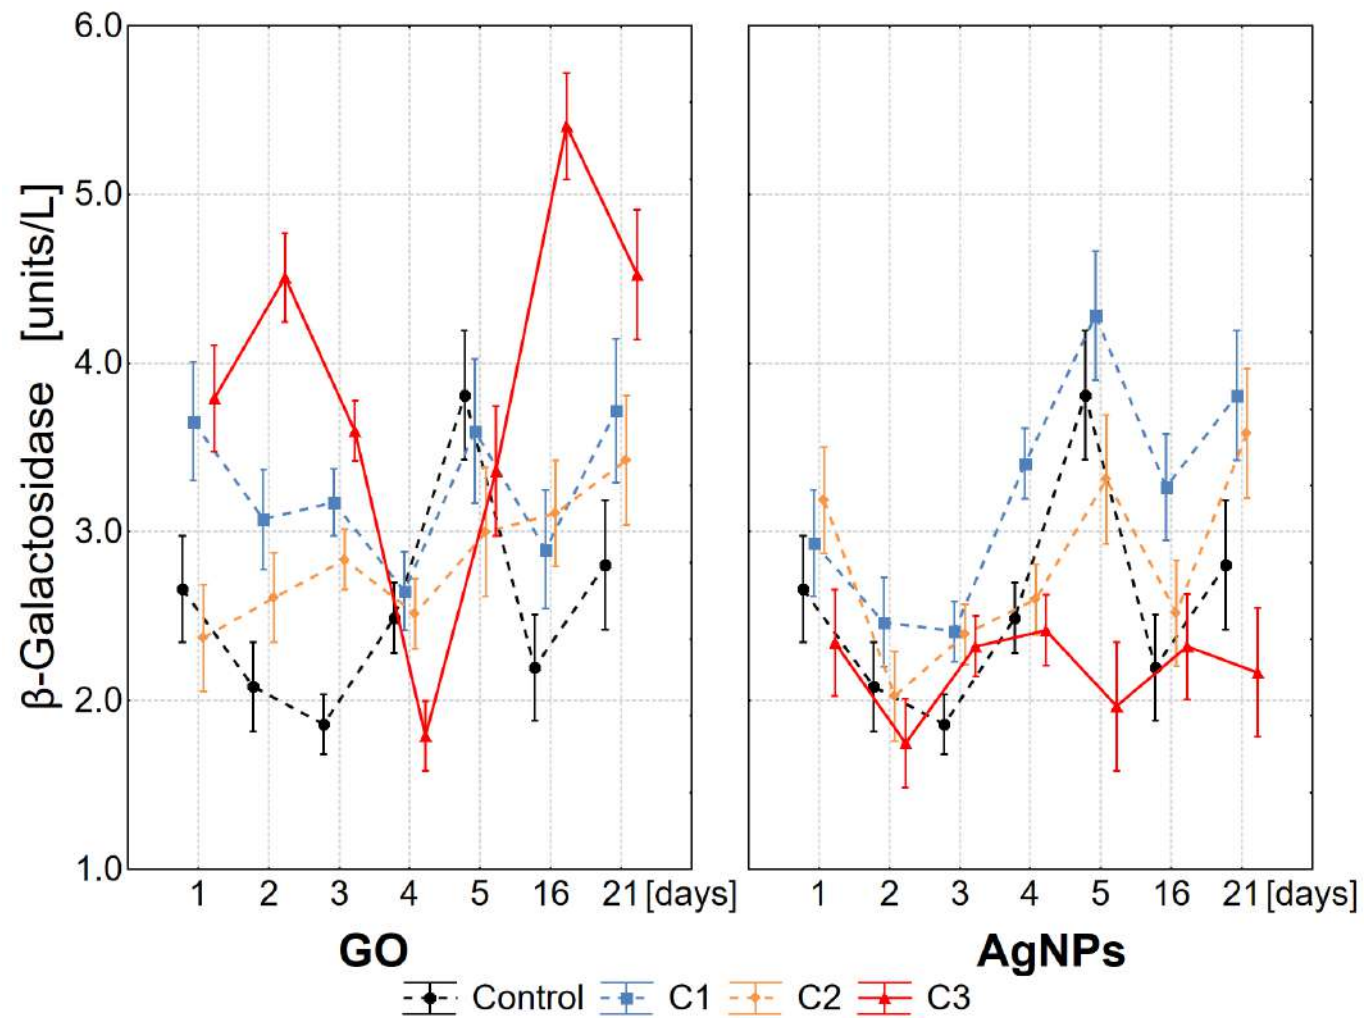 β-Galactosidase [units/L]
6.0
5.0
4.0
3.0
2.0
1.0
1 2 3 4 5 16 21 [days]
1 2 3 4 5 16 21 [days]
GO
AgNPs
Control C1 C2 C3